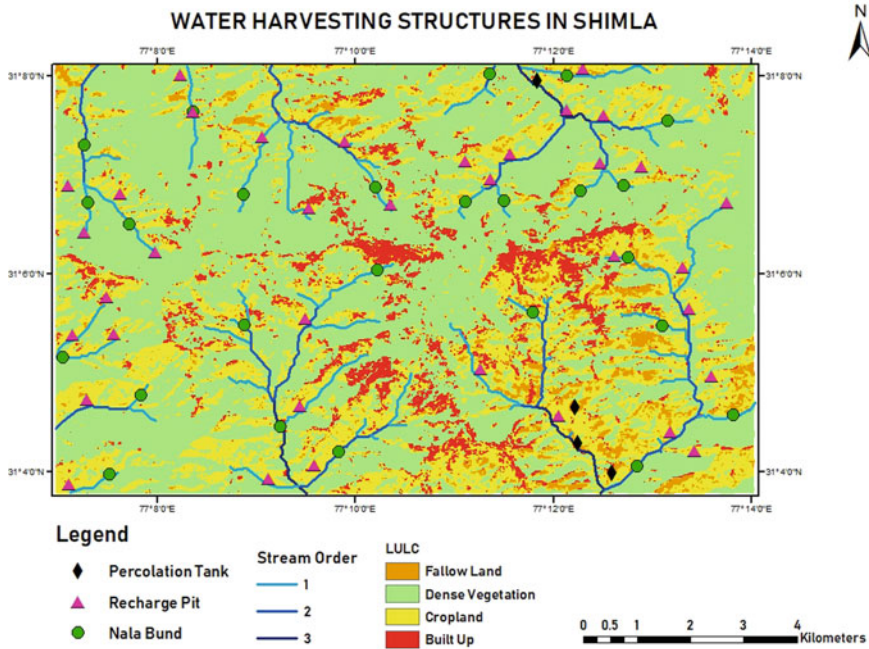 WATER HARVESTING STRUCTURES IN SHIMLA
N
77°8'0"E 77°10'0"E 77°12'0"E 77°14'0"E
31°8'0"N 31°8'0"N
31°6'0"N 31°6'0"N
31°4'0"N 31°4'0"N
77°8'0"E 77°10'0"E 77°12'0"E 77°14'0"E
Legend
Percolation Tank
Recharge Pit
Nala Bund
Stream Order
1
2
3
LULC
Fallow Land
Dense Vegetation
Cropland
Built Up
0 0.5 1 2 3 4
Kilometers